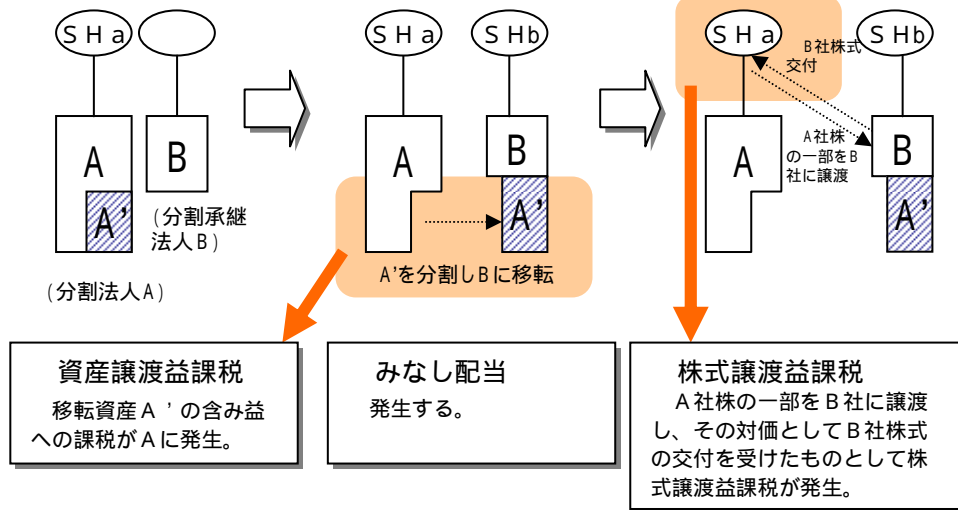 ＳＨａ
ＳＨａ
ＳＨｂ
ＳＨａ
ＳＨｂ
B社株式
交付
A
B
A'
(分割承継
法人B)
(分割法人A)
A
B
A'
A'を分割しBに移転
A社株
の一部をB
社に譲渡
A
B
A'
資産譲渡益課税
移転資産Ａ'の含み益
への課税がＡに発生。
みなし配当
発生する。
株式譲渡益課税
Ａ社株の一部をＢ社に譲渡
し、その対価としてＢ社株式
の交付を受けたものとして株
式譲渡益課税が発生。